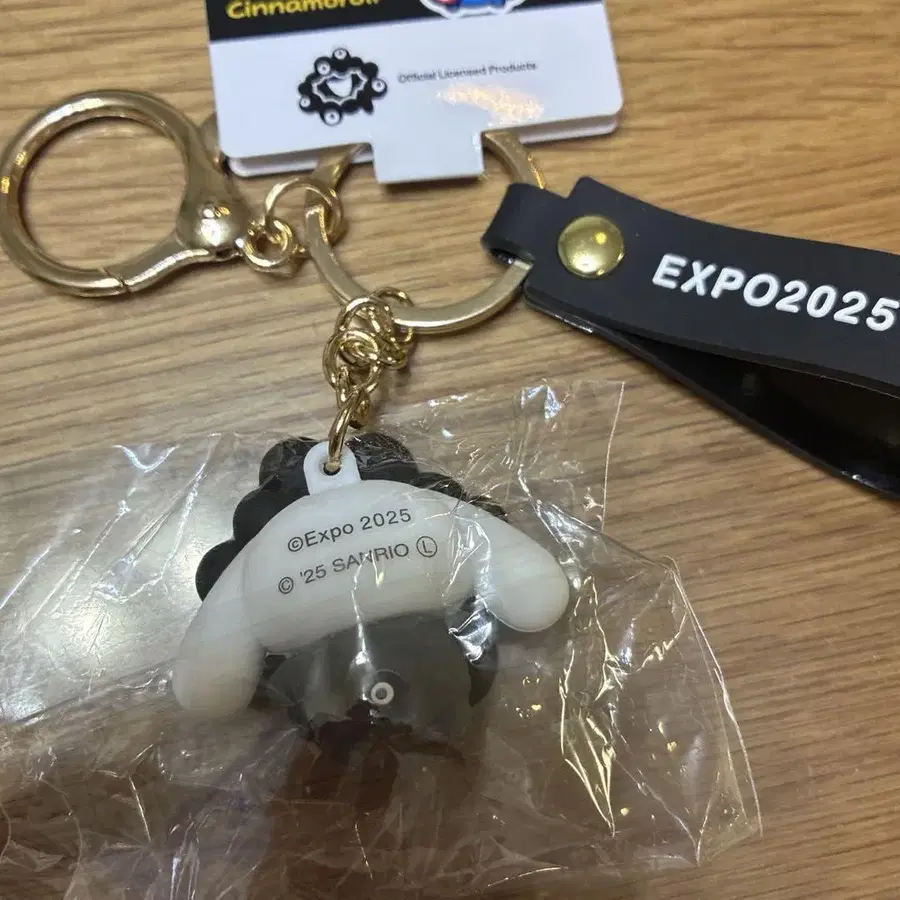 Cinnamoroll
Official Licensed Products
EXPO2025
©Expo 2025
© '25 SANRIO Ⓛ